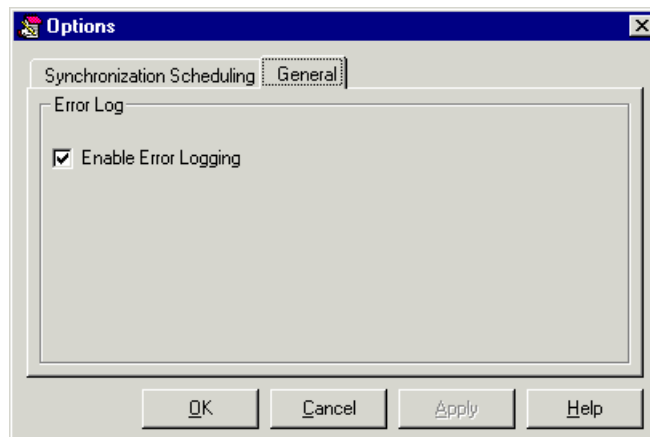 Options
Synchronization Scheduling General
Error Log
Enable Error Logging
OK Cancel Apply Help